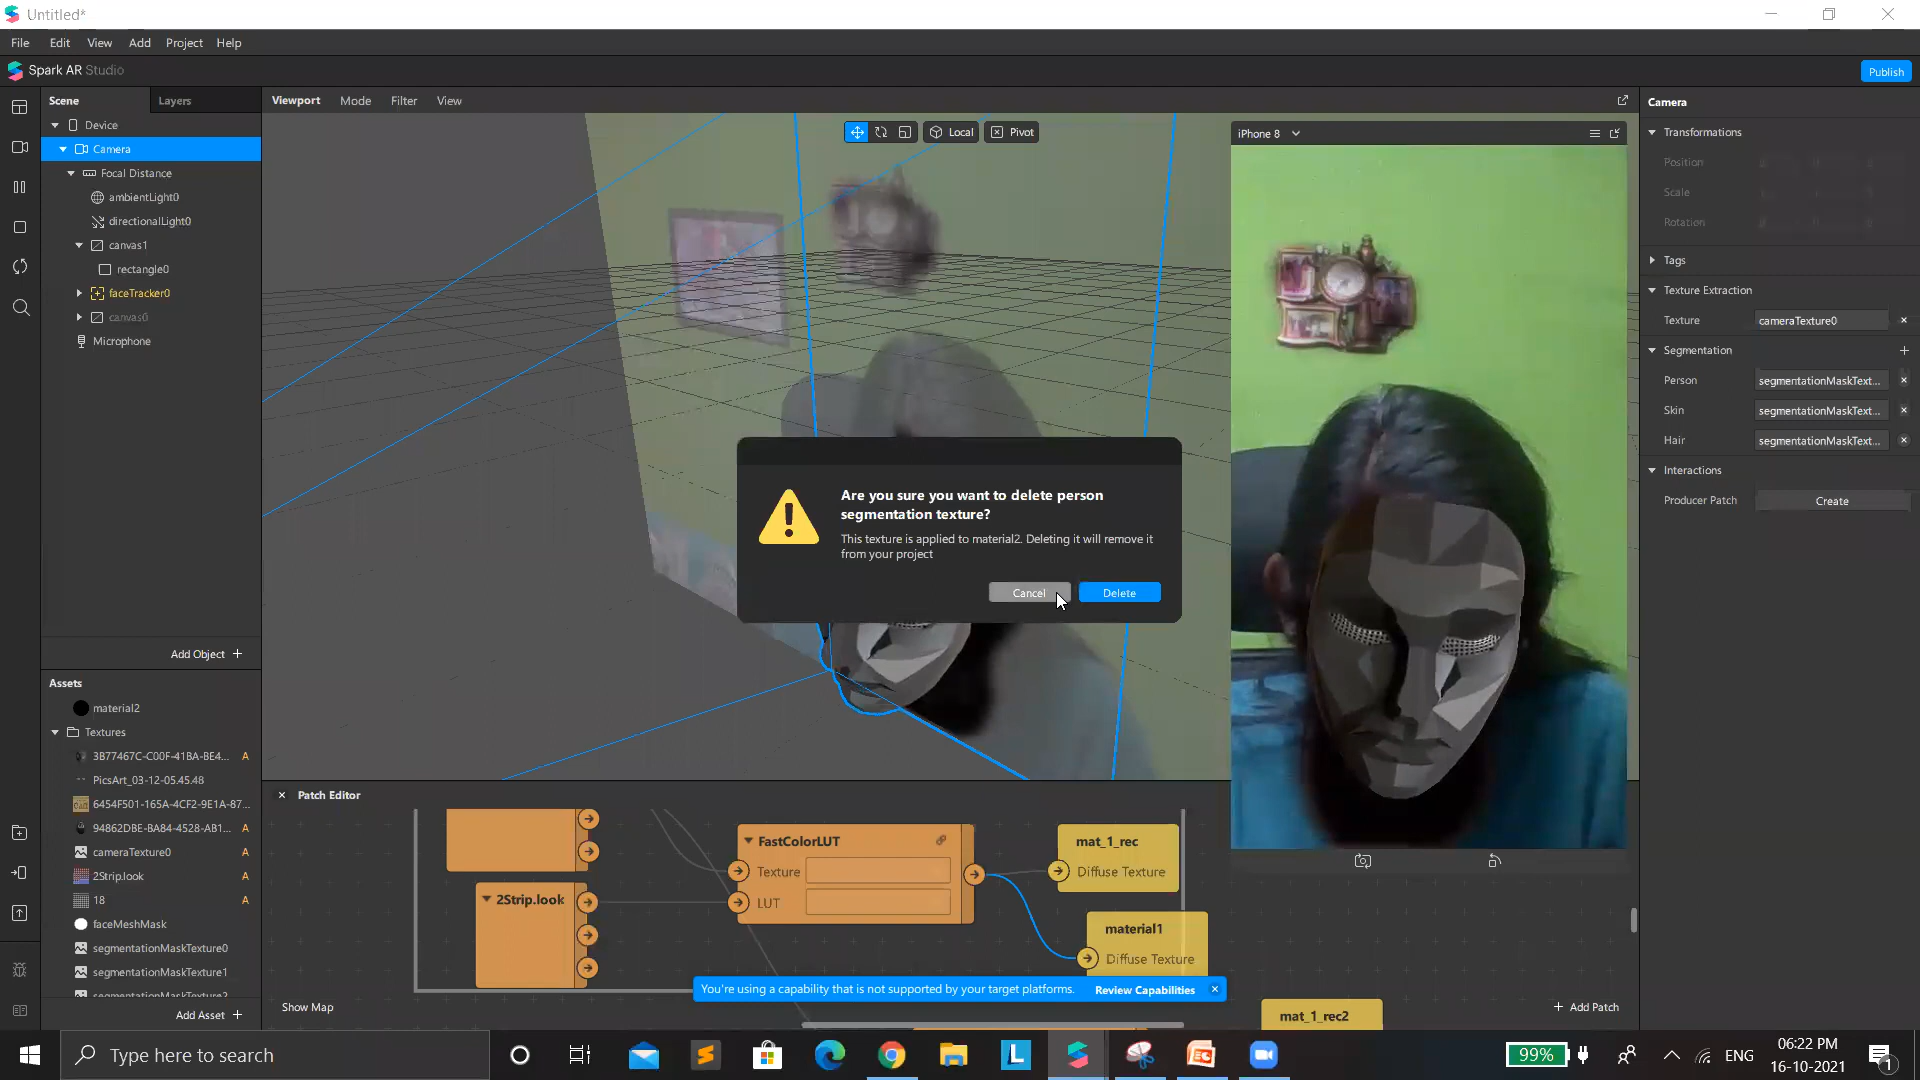 Untitled*
File Edit View Add Project Help
Spark AR Studio
Publish
Scene
Layers
Device
Camera
Focal Distance
ambientLight0
directionalLight0
canvas1
rectangle0
faceTracker0
canvas0
Microphone
Add Object +
Assets
material2
Textures
3B77467C-C00F-41BA-BE4... A
PicsArt_03-12-05.45.48
6454F501-165A-4CF2-9E1A-87...
94862DBE-BA84-4528-AB1... A
cameraTexture0 A
2Strip.look A
18 A
faceMeshMask
segmentationMaskTexture0
segmentationMaskTexture1
segmentationMaskTexture2
Add Asset +
Viewport Mode Filter View
Local
Pivot
iPhone 8
Are you sure you want to delete person
segmentation texture?
This texture is applied to material2. Deleting it will remove it
from your project
Cancel
Delete
Patch Editor
FastColorLUT
Texture
LUT
2Strip.look
mat_1_rec
Diffuse Texture
material1
Diffuse Texture
mat_1_rec2
You're using a capability that is not supported by your target platforms. Review Capabilities
Show Map
+ Add Patch
Camera
Transformations
Position
Scale
Rotation
Tags
Texture Extraction
Texture cameraTexture0
Segmentation
Person segmentationMaskText...
Skin segmentationMaskText...
Hair segmentationMaskText...
Interactions
Producer Patch Create
Type here to search
99%
ENG
06:22 PM
16-10-2021
1